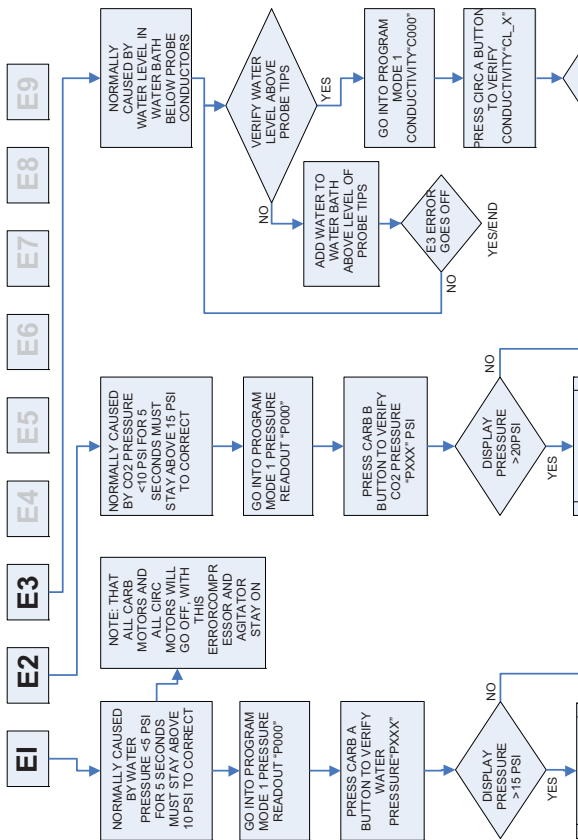 E1
E2
E3
E4
E5
E6
E7
E8
E9
NORMALLY CAUSED
BY WATER
PRESSURE <5 PSI
FOR 5 SECONDS
MUST STAY ABOVE
10 PSI TO CORRECT
NOTE: THAT
ALL CARB
MOTORS AND
ALL CIRC
MOTORS WILL
GO OFF, WITH
THIS
ERRORCOMPR
ESSOR AND
AGITATOR
STAY ON
GO INTO PROGRAM
MODE 1 PRESSURE
READOUT "P000"
PRESS CARB A
BUTTON TO VERIFY
WATER
PRESSURE"PXXX"
DISPLAY
PRESSURE
>15 PSI
NO
YES
NORMALLY CAUSED
BY CO2 PRESSURE
<10 PSI FOR 5
SECONDS MUST
STAY ABOVE 15 PSI
TO CORRECT
GO INTO PROGRAM
MODE 1 PRESSURE
READOUT "P000"
PRESS CARB B
BUTTON TO VERIFY
CO2 PRESSURE
"PXXX" PSI
DISPLAY
PRESSURE
>20PSI
NO
YES
NORMALLY
CAUSED BY
WATER LEVEL IN
WATER BATH
BELOW PROBE
CONDUCTORS
VERIFY WATER
LEVEL ABOVE
PROBE TIPS
NO
YES
ADD WATER TO
WATER BATH
ABOVE LEVEL OF
PROBE TIPS
E3 ERROR
GOES OFF
NO
YES/END
GO INTO PROGRAM
MODE 1
CONDUCTIVITY"C000"
PRESS CIRC A BUTTON
TO VERIFY
CONDUCTIVITY"CL_X"